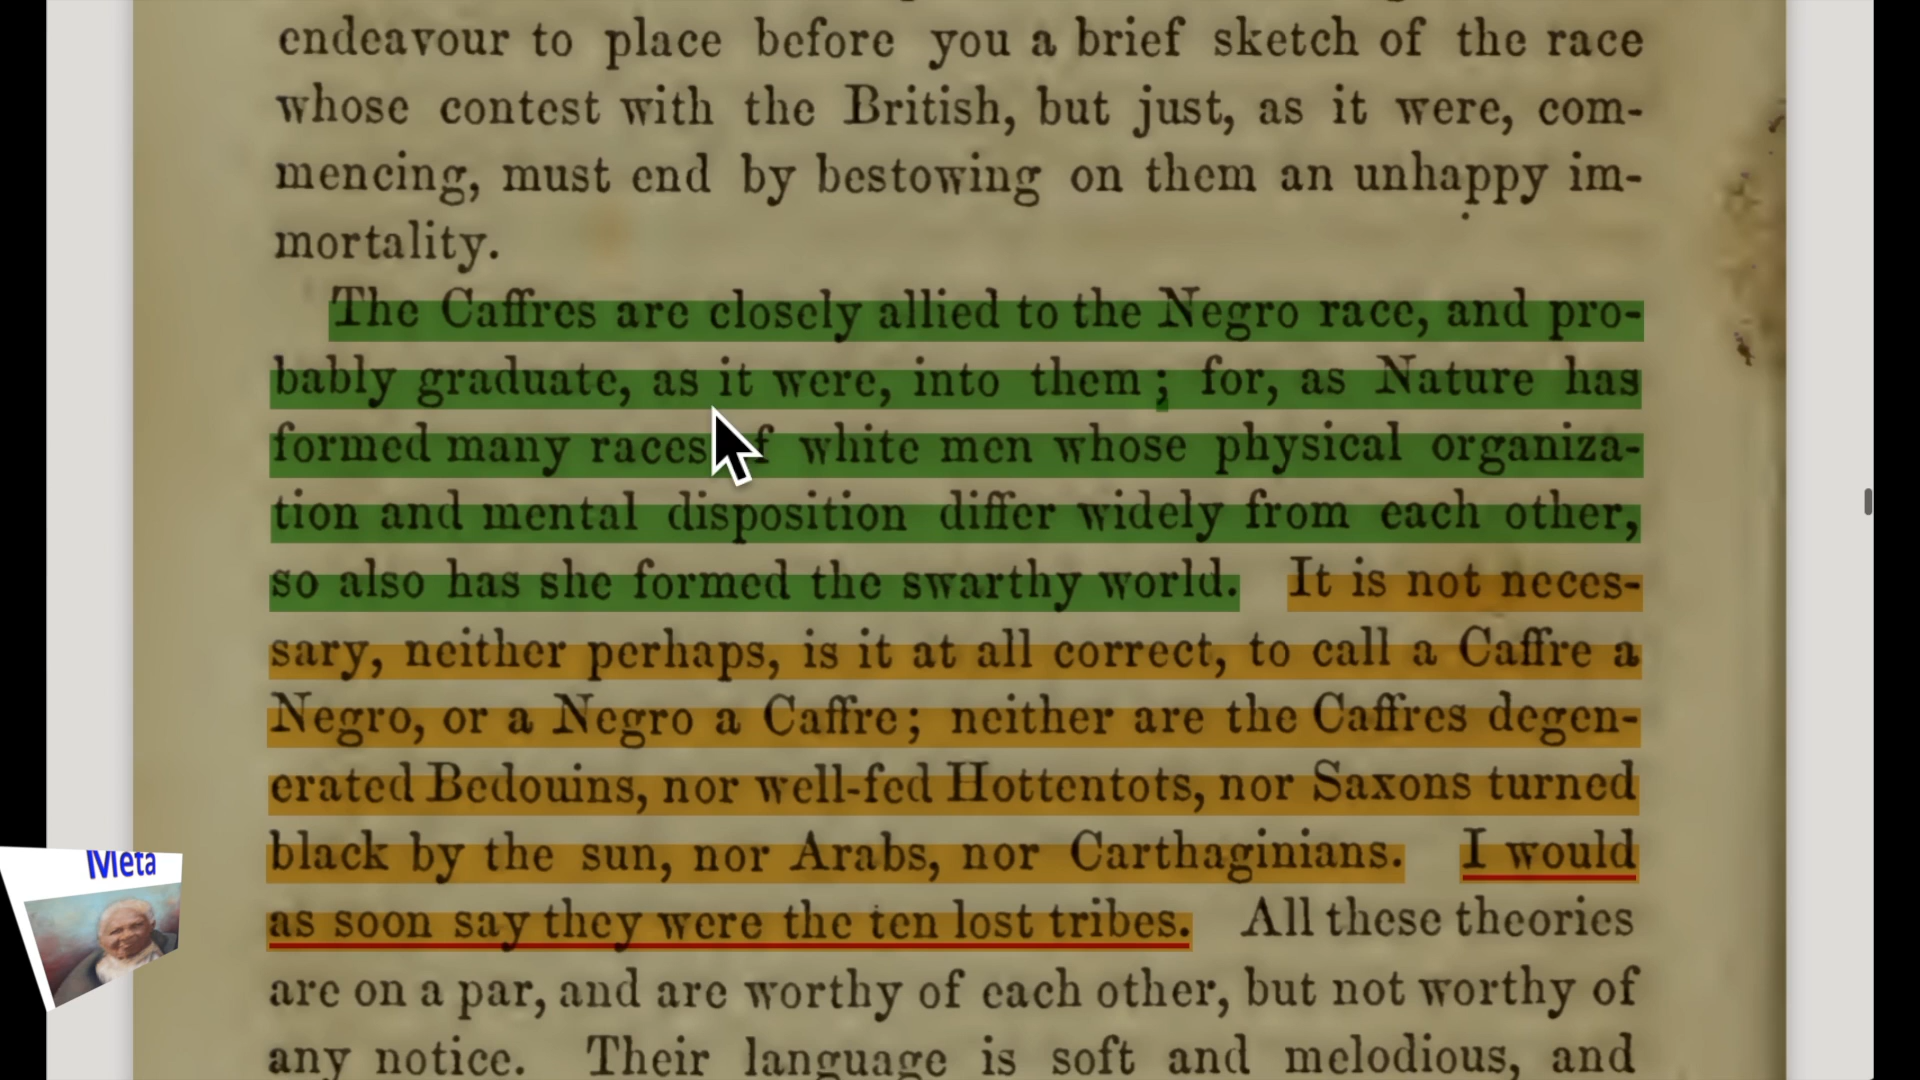 endeavour to place before you a brief sketch of the race
whose contest with the British, but just, as it were, com-
mencing, must end by bestowing on them an unhappy im-
mortality.
The Caffres are closely allied to the Negro race, and pro-
bably graduate, as it were, into them; for, as Nature has
formed many races of white men whose physical organiza-
tion and mental disposition differ widely from each other,
so also has she formed the swarthy world. It is not neces-
sary, neither perhaps, is it at all correct, to call a Caffre a
Negro, or a Negro a Caffre; neither are the Caffres degen-
erated Bedouins, nor well-fed Hottentots, nor Saxons turned
black by the sun, nor Arabs, nor Carthaginians. I would
as soon say they were the ten lost tribes. All these theories
are on a par, and are worthy of each other, but not worthy of
any notice. Their language is soft and melodious, and
Meta